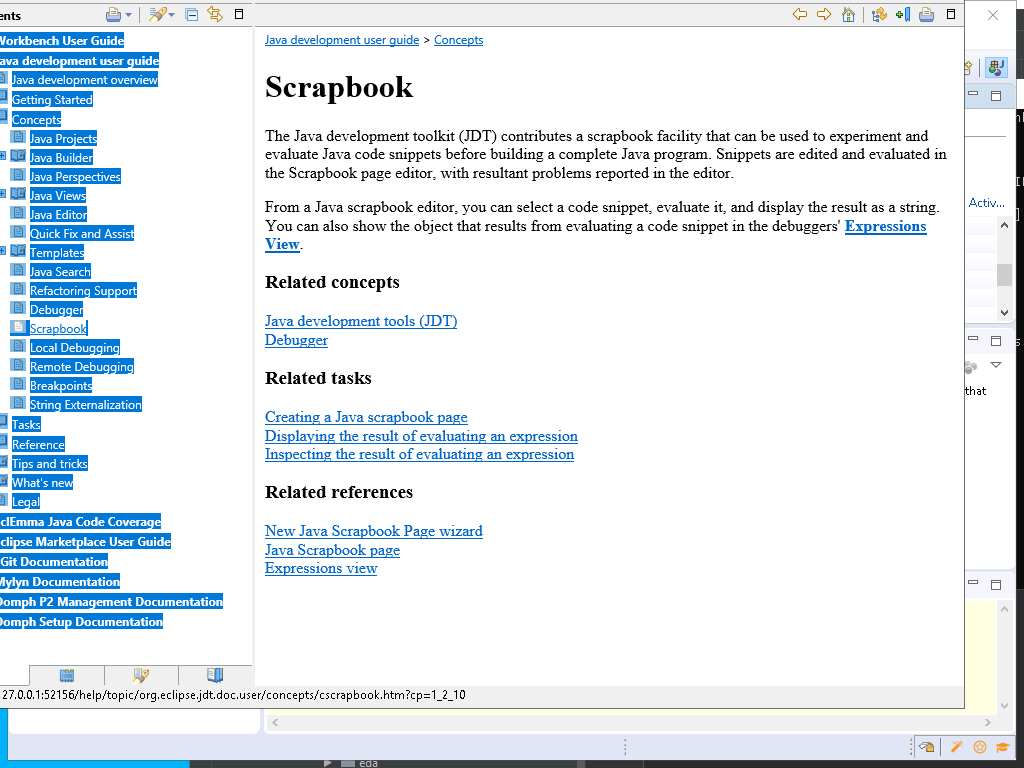 ents
Workbench User Guide
ava development user guide
Java development overview
Getting Started
Concepts
Java Projects
Java Builder
Java Perspectives
Java Views
Java Editor
Quick Fix and Assist
Templates
Java Search
Refactoring Support
Debugger
Scrapbook
Local Debugging
Remote Debugging
Breakpoints
String Externalization
Tasks
Reference
Tips and tricks
What's new
Legal
clEmma Java Code Coverage
clipse Marketplace User Guide
Git Documentation
Mylyn Documentation
Oomph P2 Management Documentation
Oomph Setup Documentation
Java development user guide > Concepts
Scrapbook
The Java development toolkit (JDT) contributes a scrapbook facility that can be used to experiment and
evaluate Java code snippets before building a complete Java program. Snippets are edited and evaluated in
the Scrapbook page editor, with resultant problems reported in the editor.
From a Java scrapbook editor, you can select a code snippet, evaluate it, and display the result as a string.
You can also show the object that results from evaluating a code snippet in the debuggers' Expressions
View.
Related concepts
Java development tools (JDT)
Debugger
Related tasks
Creating a Java scrapbook page
Displaying the result of evaluating an expression
Inspecting the result of evaluating an expression
Related references
New Java Scrapbook Page wizard
Java Scrapbook page
Expressions view
Activ...
that
27.0.0.1:52156/help/topic/org.eclipse.jdt.doc.user/concepts/cscrapbook.htm?cp=1_2_10
eda